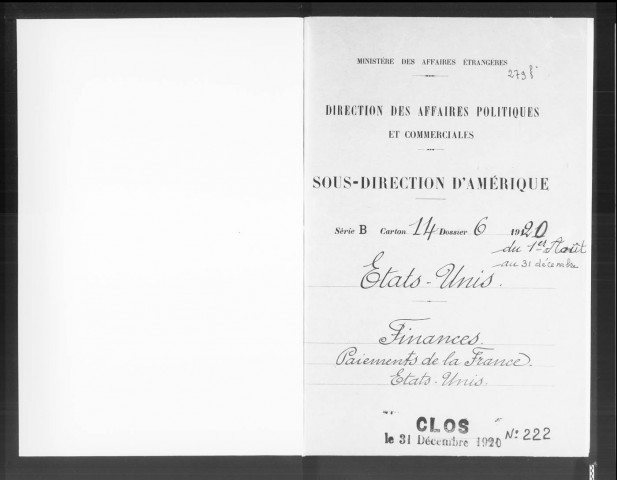 MINISTÈRE DES AFFAIRES ÉTRANGÈRES
DIRECTION DES AFFAIRES POLITIQUES
ET COMMERCIALES
SOUS-DIRECTION D'AMÉRIQUE
Série B Carton 14 Dossier 6 1920
du 1er Août
au 31 décembre
Etats-Unis.
Finances.
Paiements de la France.
Etats-Unis.
CLOS
le 31 Décembre 1920
No 222